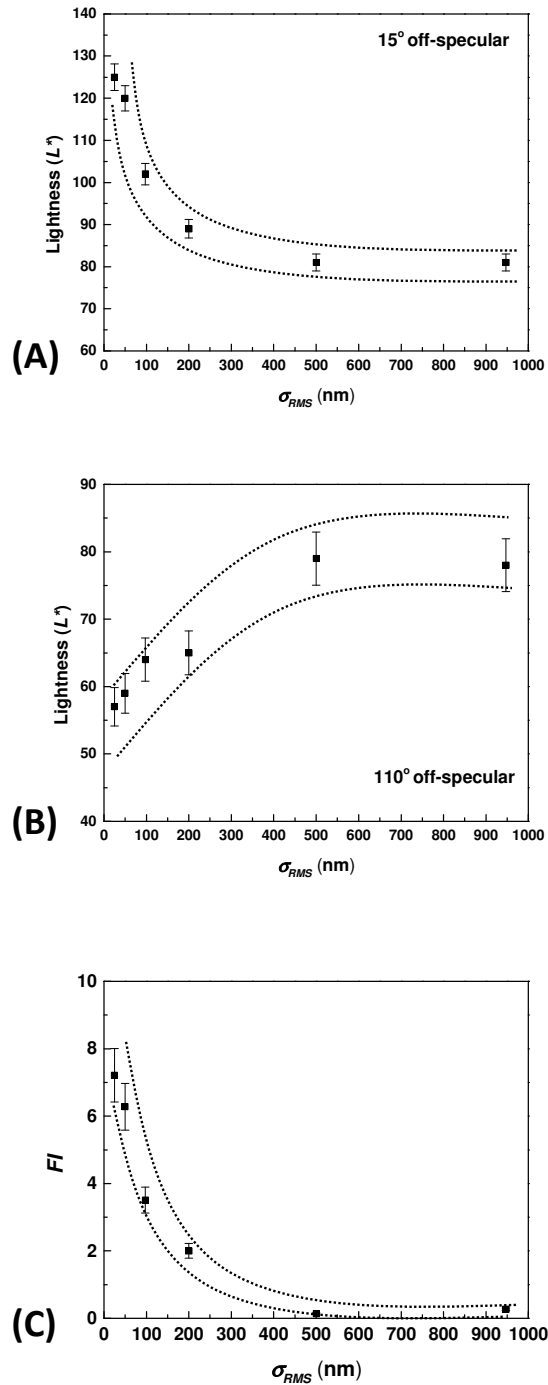 140
130
15° off-specular
120
110
100
90
80
70
60
Lightness (L*)
0 100 200 300 400 500 600 700 800 900 1000
(A)
σRMS (nm)
90
80
70
60
50
40
Lightness (L*)
110° off-specular
0 100 200 300 400 500 600 700 800 900 1000
(B)
σRMS (nm)
10
8
6
4
2
0
FI
0 100 200 300 400 500 600 700 800 900 1000
(C)
σRMS (nm)